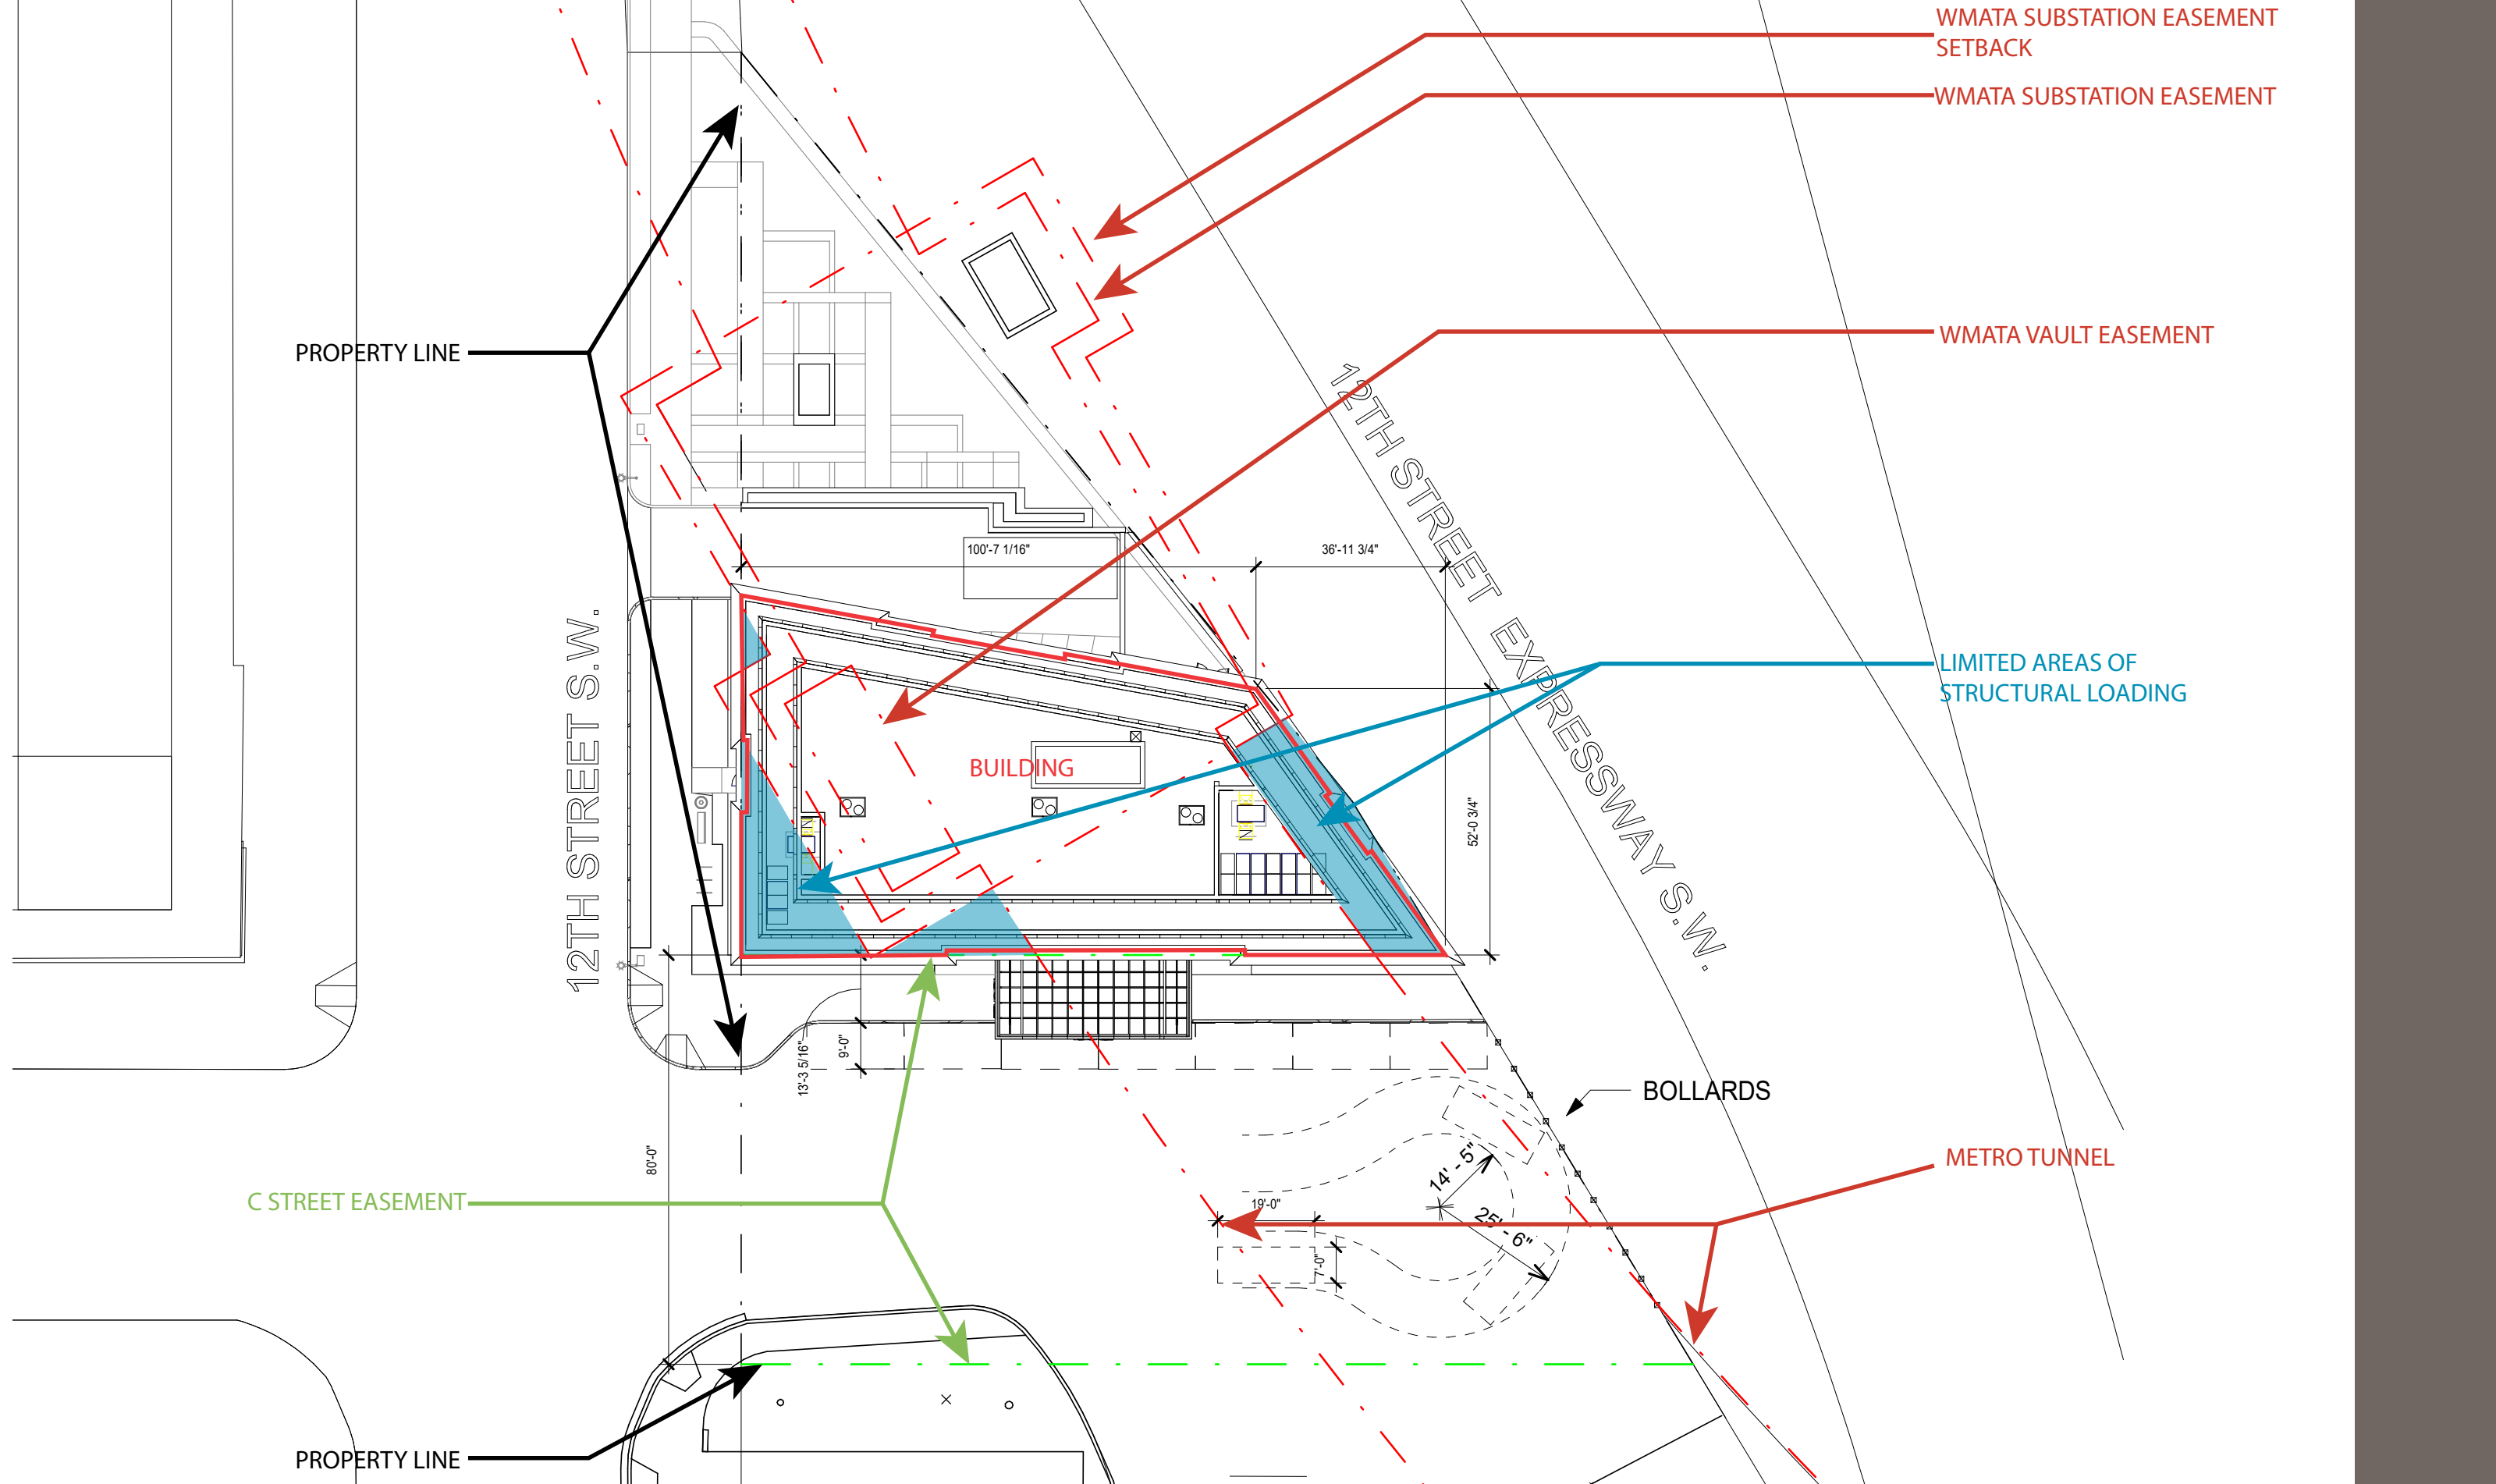 WMATA SUBSTATION EASEMENT
SETBACK
WMATA SUBSTATION EASEMENT
WMATA VAULT EASEMENT
PROPERTY LINE
12TH STREET EXPRESSWAY S.W.
100'-7 1/16"
36'-11 3/4"
12TH STREET S.W.
LIMITED AREAS OF
STRUCTURAL LOADING
BUILDING
52'-0 3/4"
13'-3 5/16"
9'-0"
BOLLARDS
80'-0"
14' - 5"
METRO TUNNEL
C STREET EASEMENT
19'-0"
25' - 6"
7'-0"
PROPERTY LINE